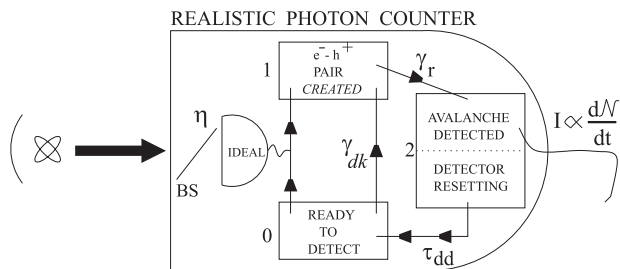 REALISTIC PHOTON COUNTER
1
e⁻-h⁺
PAIR
CREATED
γr
η
IDEAL
BS
γdk
2
AVALANCHE
DETECTED
DETECTOR
RESETTING
I ∝ d𝒩/dt
0
READY
TO
DETECT
τdd